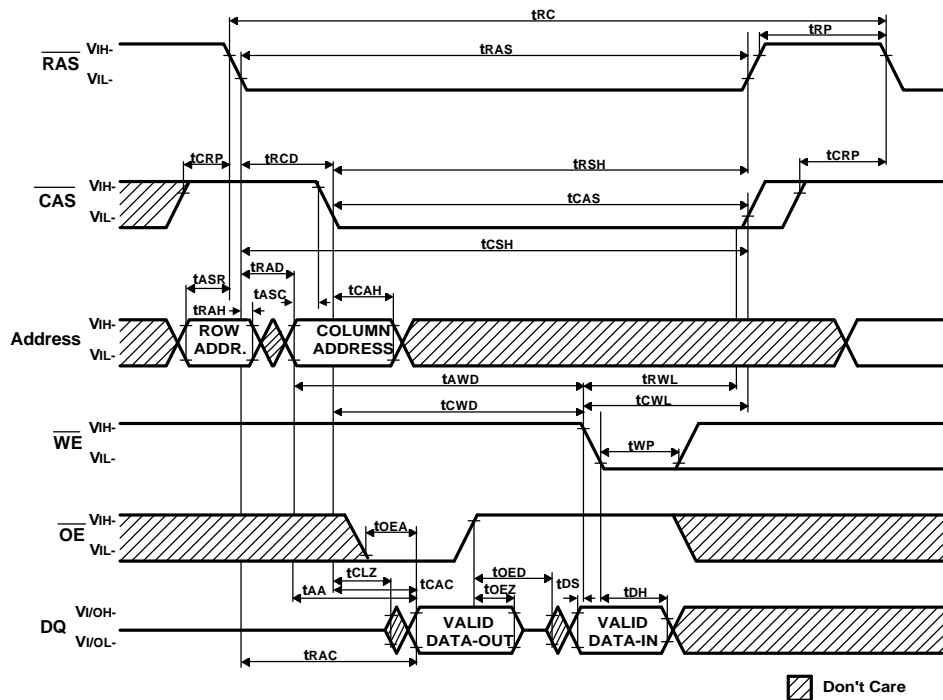 tRC
tRP
VIH-
RAS
tRAS
VIL-
tCRP
tRCD
tRSH
tCRP
VIH-
CAS
tCAS
VIL-
tCSH
tRAD
tASR
tASC
tCAH
tRAH
VIH-
Address
ROW
ADDR.
COLUMN
ADDRESS
VIL-
tAWD
tRWL
tCWD
tCWL
VIH-
WE
tWP
VIL-
VIH-
OE
tOEA
VIL-
tCLZ
tOED
tDS
tAA
tCAC
tOEZ
tDH
VI/OH-
DQ
VALID
DATA-OUT
VALID
DATA-IN
VI/OL-
tRAC
Don't Care